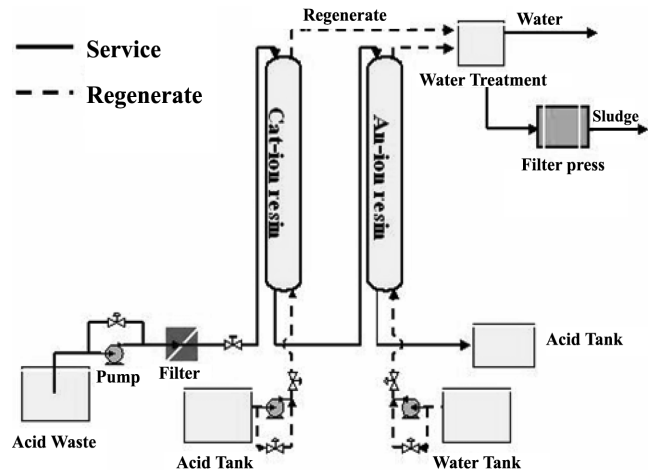 Regenerate
Water
Service
Regenerate
Water Treatment
Sludge
Filter press
Cat-ion resin
An-ion resin
Acid Tank
Pump
Filter
Acid Waste
Acid Tank
Water Tank